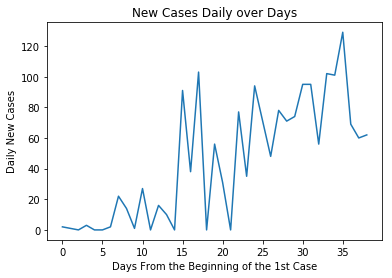 New Cases Daily over Days
Daily New Cases
120
100
80
60
40
20
0
0 5 10 15 20 25 30 35
Days From the Beginning of the 1st Case